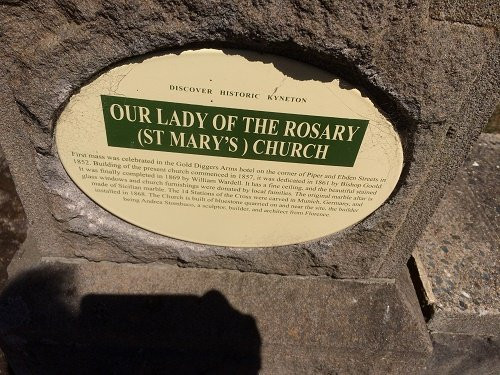 DISCOVER HISTORIC KYNETON
OUR LADY OF THE ROSARY
(ST MARY'S ) CHURCH
First mass was celebrated in the Gold Diggers Arms hotel on the corner of Piper and Ebden Streets in
1852. Building of the present church commenced in 1857, it was dedicated in 1861 by Bishop Goold
It was finally completed in 1869 by William Wardell. It has a fine ceiling, and the beautiful stained
glass windows and church furnishings were donated by local families. The original marble altar is
made of Sicilian marble. The 14 Stations of the Cross were carved in Munich, Germany, and
installed in 1868. The Church is built of bluestone quarried on and near the site, the builder
being Andrea Stombuco, a sculptor, builder, and architect from Florence.